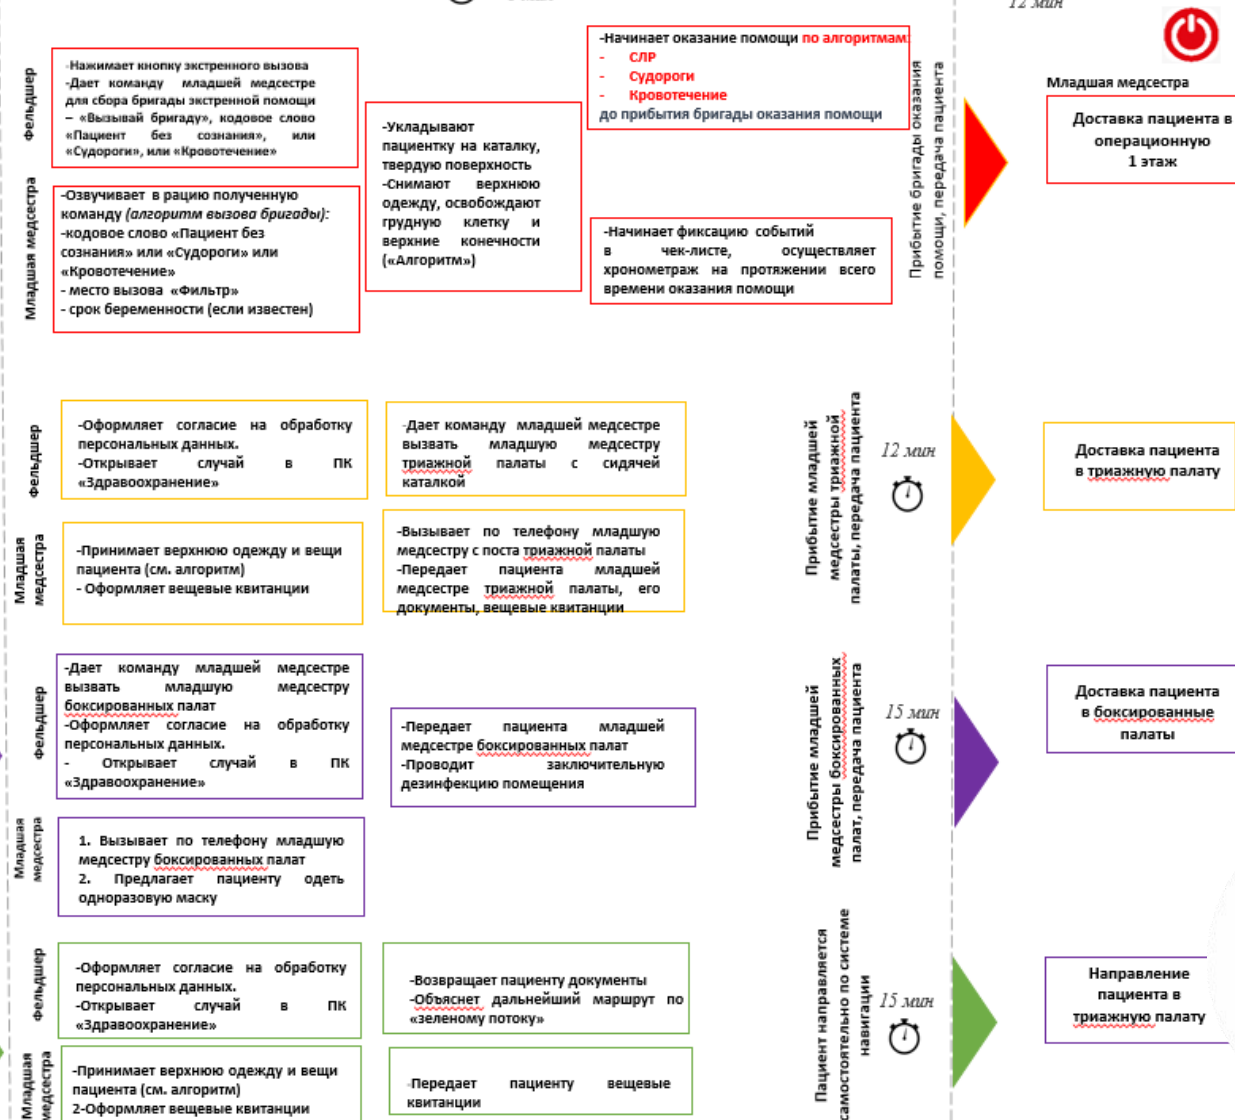 12 мин
Фельдшер
-Нажимает кнопку экстренного вызова
-Дает команду младшей медсестре
для сбора бригады экстренной помощи
– «Вызывай бригаду», кодовое слово
«Пациент без сознания», или
«Судороги», или «Кровотечение»
Младшая медсестра
-Озвучивает в рацию полученную
команду (алгоритм вызова бригады):
-кодовое слово «Пациент без
сознания» или «Судороги» или
«Кровотечение»
- место вызова «Фильтр»
- срок беременности (если известен)
-Укладывают
пациентку на каталку,
твердую поверхность
-Снимают верхнюю
одежду, освобождают
грудную клетку и
верхние конечности
(«Алгоритм»)
-Начинает оказание помощи по алгоритмам:
- СЛР
- Судороги
- Кровотечение
до прибытия бригады оказания помощи
-Начинает фиксацию событий
в чек-листе, осуществляет
хронометраж на протяжении всего
времени оказания помощи
Прибытие бригады оказания
помощи, передача пациента
Младшая медсестра
Доставка пациента в
операционную
1 этаж
Фельдшер
-Оформляет согласие на обработку
персональных данных.
-Открывает случай в ПК
«Здравоохранение»
-Дает команду младшей медсестре
вызвать младшую медсестру
триажной палаты с сидячей
каталкой
Младшая
медсестра
-Принимает верхнюю одежду и вещи
пациента (см. алгоритм)
- Оформляет вещевые квитанции
-Вызывает по телефону младшую
медсестру с поста триажной палаты
-Передает пациента младшей
медсестре триажной палаты, его
документы, вещевые квитанции
Прибытие младшей
медсестры триажной
палаты, передача пациента
12 мин
Доставка пациента
в триажную палату
Фельдшер
-Дает команду младшей медсестре
вызвать младшую медсестру
боксированных палат
-Оформляет согласие на обработку
персональных данных.
- Открывает случай в ПК
«Здравоохранение»
-Передает пациента младшей
медсестре боксированных палат
-Проводит заключительную
дезинфекцию помещения
Младшая
медсестра
1. Вызывает по телефону младшую
медсестру боксированных палат
2. Предлагает пациенту одеть
одноразовую маску
Прибытие младшей
медсестры боксированных
палат, передача пациента
15 мин
Доставка пациента
в боксированные
палаты
Фельдшер
-Оформляет согласие на обработку
персональных данных.
-Открывает случай в ПК
«Здравоохранение»
-Возвращает пациенту документы
-Объяснет дальнейший маршрут по
«зеленому потоку»
Младшая
медсестра
-Принимает верхнюю одежду и вещи
пациента (см. алгоритм)
2-Оформляет вещевые квитанции
-Передает пациенту вещевые
квитанции
Пациент направляется
самостоятельно по системе
навигации
15 мин
Направление
пациента в
триажную палату